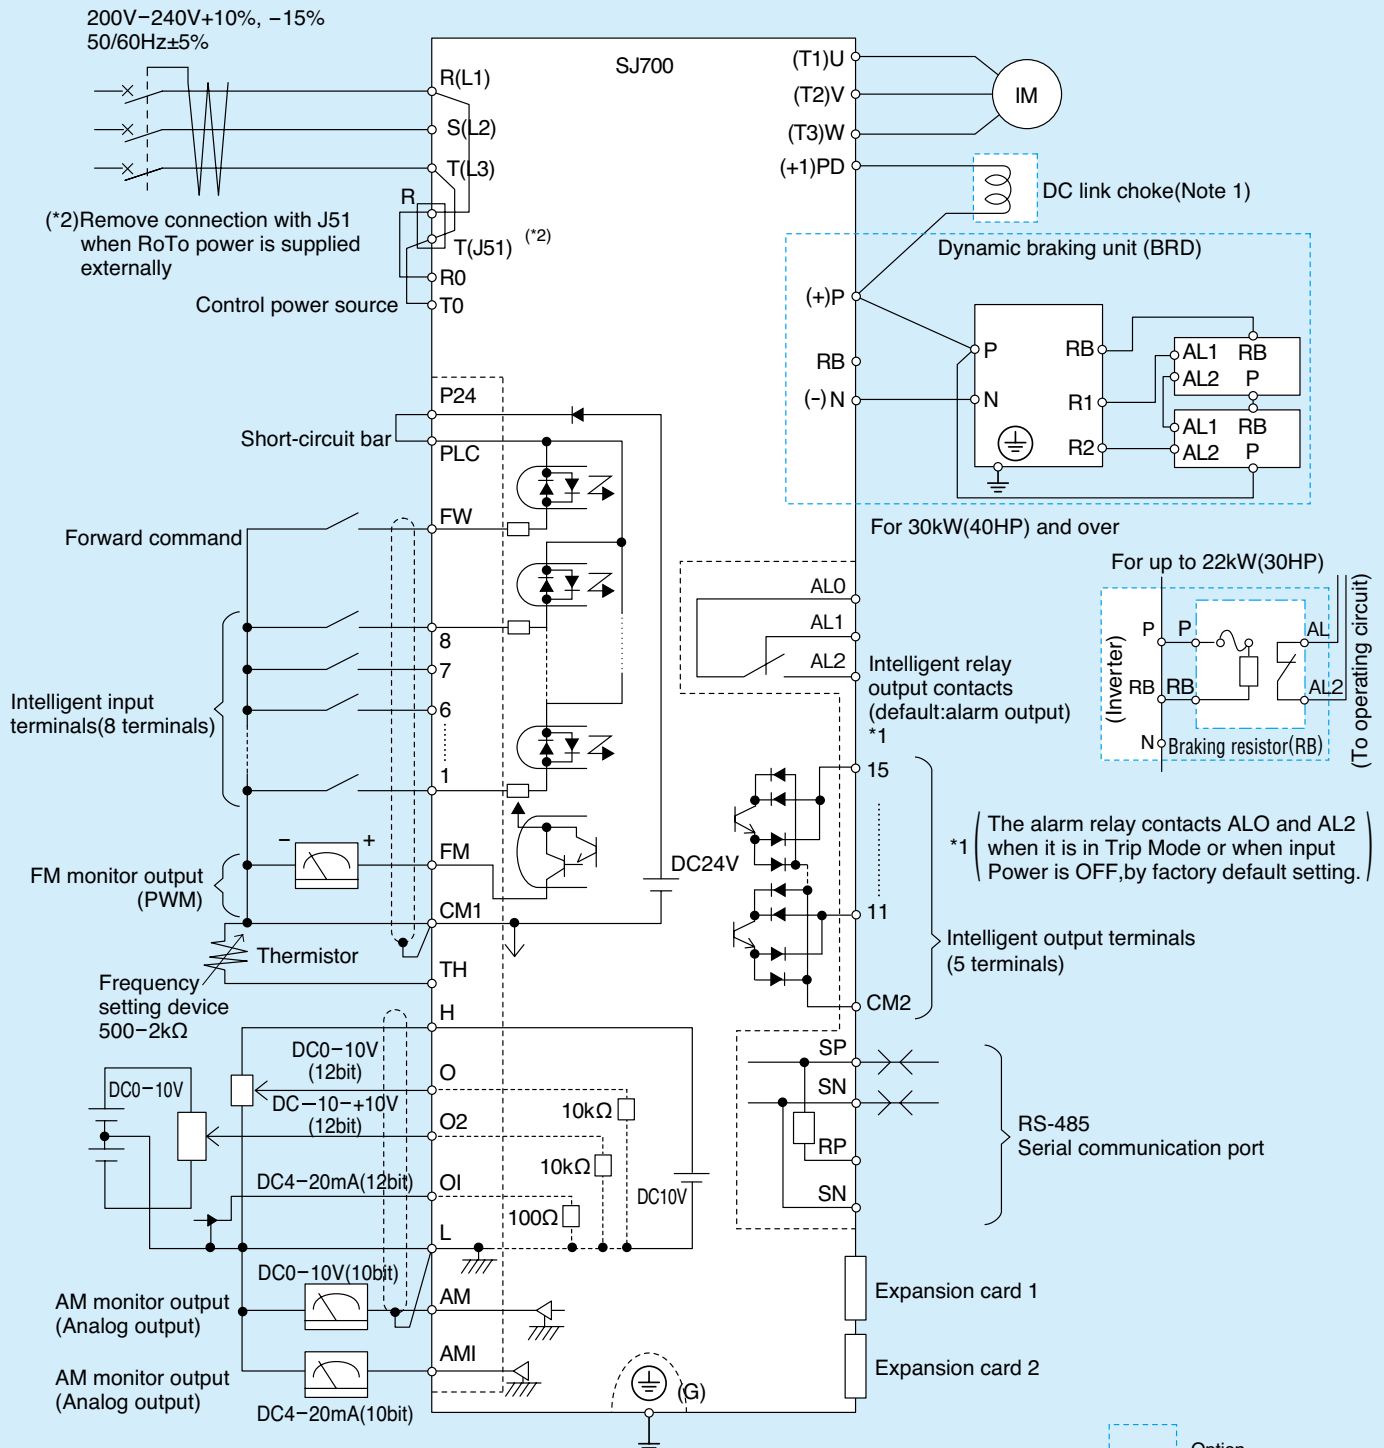 200V−240V+10%, −15%
50/60Hz±5%
SJ700
R(L1)
S(L2)
T(L3)
R
T(J51) (*2)
R0
T0
(*2)Remove connection with J51
when RoTo power is supplied
externally
Control power source
(T1)U
(T2)V
(T3)W
IM
(+1)PD
DC link choke(Note 1)
Dynamic braking unit (BRD)
(+)P
RB
(−)N
P
N
RB
R1
R2
AL1 RB
AL2 P
AL1 RB
AL2 P
For 30kW(40HP) and over
P24
Short-circuit bar
PLC
Forward command
FW
8
7
6
1
Intelligent input
terminals(8 terminals)
FM monitor output
(PWM)
− +
FM
CM1
Thermistor
TH
DC24V
AL0
AL1
AL2
Intelligent relay
output contacts
(default:alarm output)
*1
For up to 22kW(30HP)
(Inverter)
P P
RB RB
N
AL
AL2
Braking resistor(RB)
(To operating circuit)
*1 ( The alarm relay contacts ALO and AL2
when it is in Trip Mode or when input
Power is OFF,by factory default setting. )
15
11
CM2
Intelligent output terminals
(5 terminals)
Frequency
setting device
500−2kΩ
H
DC0−10V
(12bit)
O
DC0−10V
DC−10−+10V
(12bit)
O2
DC4−20mA(12bit)
OI
L
10kΩ
10kΩ
100Ω
DC10V
SP
SN
RP
SN
RS-485
Serial communication port
DC0−10V(10bit)
AM monitor output
(Analog output)
AM
AM monitor output
(Analog output)
AMI
DC4−20mA(10bit)
(G)
Expansion card 1
Expansion card 2
Option